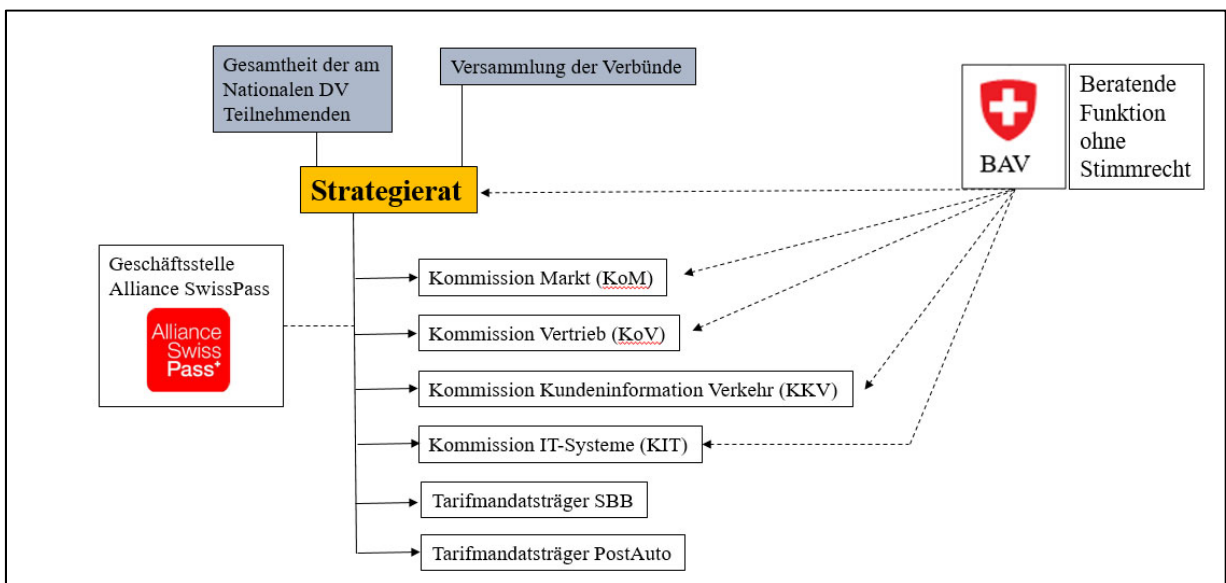 Gesamtheit der am
Nationalen DV
Teilnehmenden
Versammlung der Verbünde
BAV
Beratende
Funktion
ohne
Stimmrecht
Strategierat
Geschäftsstelle
Alliance SwissPass
Alliance
Swiss
Pass+
Kommission Markt (KoM)
Kommission Vertrieb (KoV)
Kommission Kundeninformation Verkehr (KKV)
Kommission IT-Systeme (KIT)
Tarifmandatsträger SBB
Tarifmandatsträger PostAuto